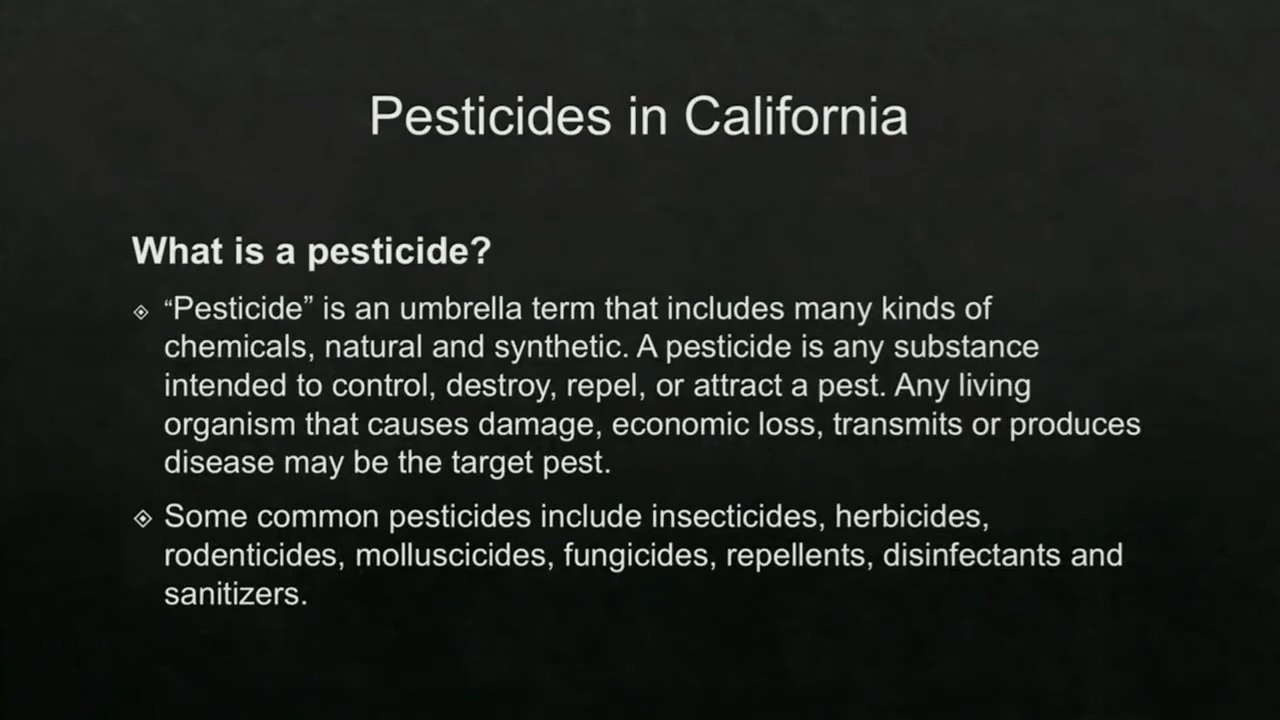 Pesticides in California
What is a pesticide?
“Pesticide” is an umbrella term that includes many kinds of
chemicals, natural and synthetic. A pesticide is any substance
intended to control, destroy, repel, or attract a pest. Any living
organism that causes damage, economic loss, transmits or produces
disease may be the target pest.
Some common pesticides include insecticides, herbicides,
rodenticides, molluscicides, fungicides, repellents, disinfectants and
sanitizers.